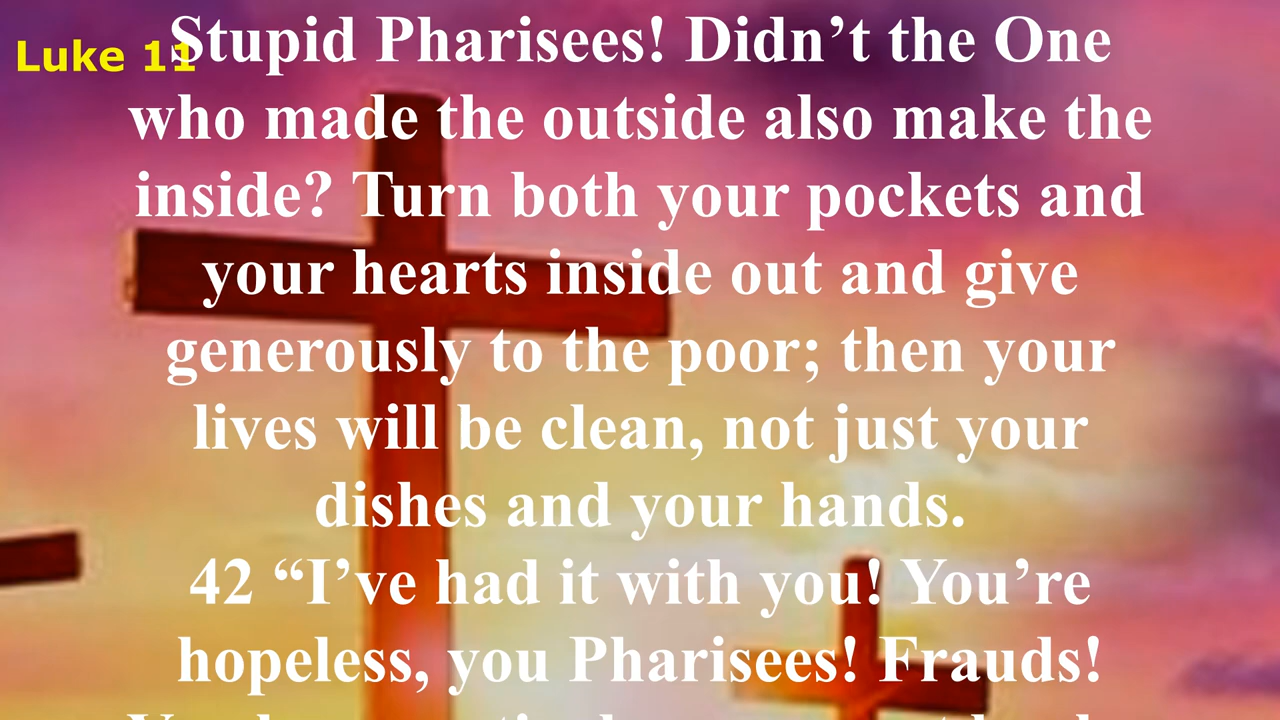 Luke 11
Stupid Pharisees! Didn’t the One
who made the outside also make the
inside? Turn both your pockets and
your hearts inside out and give
generously to the poor; then your
lives will be clean, not just your
dishes and your hands.
42 “I’ve had it with you! You’re
hopeless, you Pharisees! Frauds!